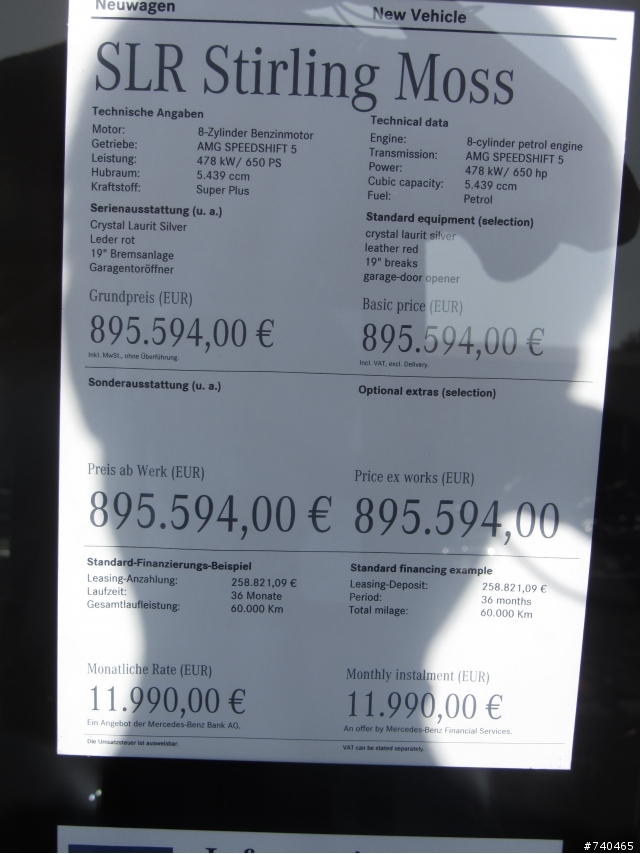 Neuwagen
New Vehicle
SLR Stirling Moss
Technische Angaben
Motor: 8-Zylinder Benzinmotor
Getriebe: AMG SPEEDSHIFT 5
Leistung: 478 kW/ 650 PS
Hubraum: 5.439 ccm
Kraftstoff: Super Plus
Technical data
Engine: 8-cylinder petrol engine
Transmission: AMG SPEEDSHIFT 5
Power: 478 kW/ 650 hp
Cubic capacity: 5.439 ccm
Fuel: Petrol
Serienausstattung (u. a.)
Crystal Laurit Silver
Leder rot
19" Bremsanlage
Garagentoröffner
Standard equipment (selection)
crystal laurit silver
leather red
19" breaks
garage-door opener
Grundpreis (EUR)
895.594,00 €
Inkl. MwSt., ohne Überführung.
Basic price (EUR)
895.594,00 €
Incl. VAT, excl. Delivery.
Sonderausstattung (u. a.)
Optional extras (selection)
Preis ab Werk (EUR)
895.594,00 €
Price ex works (EUR)
895.594,00
Standard-Finanzierungs-Beispiel
Leasing-Anzahlung: 258.821,09 €
Laufzeit: 36 Monate
Gesamtlaufleistung: 60.000 Km
Standard financing example
Leasing-Deposit: 258.821,09 €
Period: 36 months
Total milage: 60.000 Km
Monatliche Rate (EUR)
11.990,00 €
Ein Angebot der Mercedes-Benz Bank AG.
Monthly instalment (EUR)
11.990,00 €
An offer by Mercedes-Benz Financial Services.
Die Umsatzsteuer ist ausweisbar.
VAT can be stated separately.
#740465